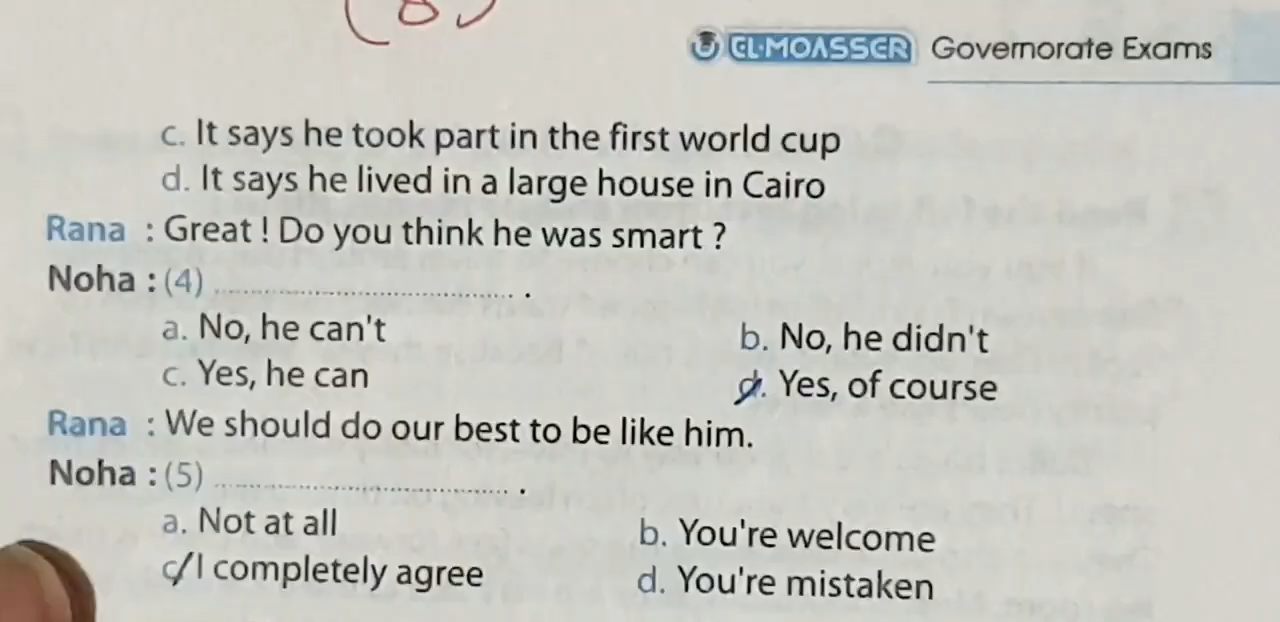 (8)
EL-MOASSER Governorate Exams
c. It says he took part in the first world cup
d. It says he lived in a large house in Cairo
Rana : Great ! Do you think he was smart ?
Noha : (4) .................................................. .
a. No, he can't b. No, he didn't
c. Yes, he can d. Yes, of course
Rana : We should do our best to be like him.
Noha : (5) .................................................. .
a. Not at all b. You're welcome
c. I completely agree d. You're mistaken